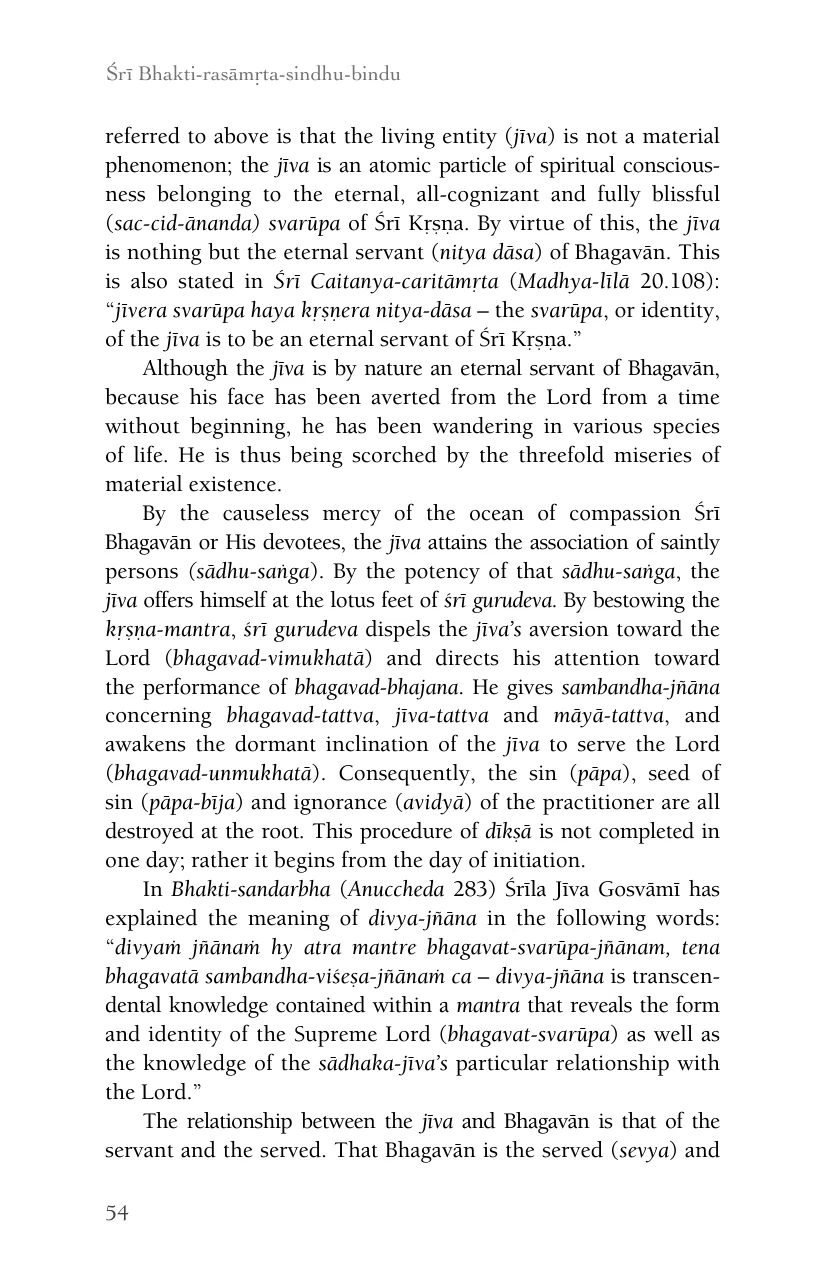 Śrī Bhakti-rasāmṛta-sindhu-bindu
referred to above is that the living entity (jīva) is not a material
phenomenon; the jīva is an atomic particle of spiritual conscious-
ness belonging to the eternal, all-cognizant and fully blissful
(sac-cid-ānanda) svarūpa of Śrī Kṛṣṇa. By virtue of this, the jīva
is nothing but the eternal servant (nitya dāsa) of Bhagavān. This
is also stated in Śrī Caitanya-caritāmṛta (Madhya-līlā 20.108):
“jīvera svarūpa haya kṛṣṇera nitya-dāsa – the svarūpa, or identity,
of the jīva is to be an eternal servant of Śrī Kṛṣṇa.”
Although the jīva is by nature an eternal servant of Bhagavān,
because his face has been averted from the Lord from a time
without beginning, he has been wandering in various species
of life. He is thus being scorched by the threefold miseries of
material existence.
By the causeless mercy of the ocean of compassion Śrī
Bhagavān or His devotees, the jīva attains the association of saintly
persons (sādhu-saṅga). By the potency of that sādhu-saṅga, the
jīva offers himself at the lotus feet of śrī gurudeva. By bestowing the
kṛṣṇa-mantra, śrī gurudeva dispels the jīva’s aversion toward the
Lord (bhagavad-vimukhatā) and directs his attention toward
the performance of bhagavad-bhajana. He gives sambandha-jñāna
concerning bhagavad-tattva, jīva-tattva and māyā-tattva, and
awakens the dormant inclination of the jīva to serve the Lord
(bhagavad-unmukhatā). Consequently, the sin (pāpa), seed of
sin (pāpa-bīja) and ignorance (avidyā) of the practitioner are all
destroyed at the root. This procedure of dīkṣā is not completed in
one day; rather it begins from the day of initiation.
In Bhakti-sandarbha (Anuccheda 283) Śrīla Jīva Gosvāmī has
explained the meaning of divya-jñāna in the following words:
“divyaṁ jñānaṁ hy atra mantre bhagavat-svarūpa-jñānam, tena
bhagavatā sambandha-viśeṣa-jñānaṁ ca – divya-jñāna is transcen-
dental knowledge contained within a mantra that reveals the form
and identity of the Supreme Lord (bhagavat-svarūpa) as well as
the knowledge of the sādhaka-jīva’s particular relationship with
the Lord.”
The relationship between the jīva and Bhagavān is that of the
servant and the served. That Bhagavān is the served (sevya) and
54